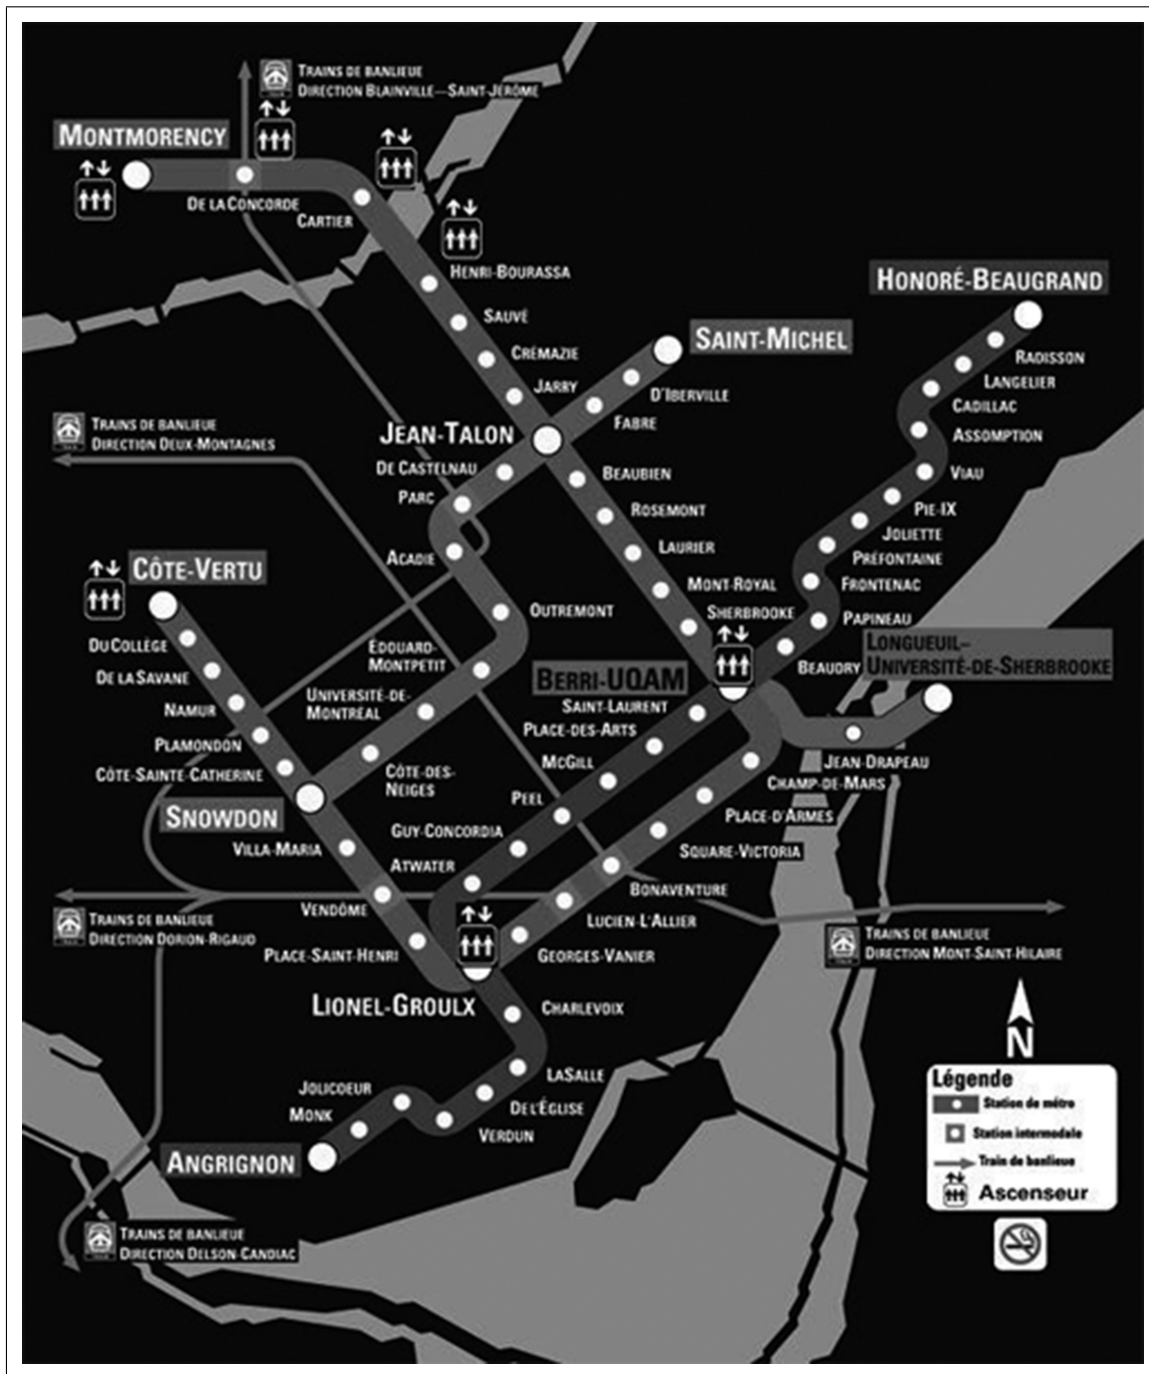 TRAINS DE BANLIEUE
DIRECTION BLAINVILLE—SAINT-JÉRÔME
MONTMORENCY
DE LA CONCORDE
CARTIER
HENRI-BOURASSA
HONORÉ-BEAUGRAND
SAUVÉ
SAINT-MICHEL
CRÉMAZIE
RADISSON
JARRY
D'IBERVILLE
LANGELIER
CADILLAC
FABRE
TRAINS DE BANLIEUE
DIRECTION DEUX-MONTAGNES
JEAN-TALON
ASSOMPTION
DE CASTELNAU
BEAUBIEN
VIAU
PARC
ROSEMONT
PIE-IX
JOLIETTE
ACADIE
LAURIER
PRÉFONTAINE
CÔTE-VERTU
MONT-ROYAL
FRONTENAC
OUTREMONT
SHERBROOKE
PAPINEAU
DU COLLÈGE
ÉDOUARD-
MONTPETIT
LONGUEUIL–
UNIVERSITÉ-DE-SHERBROOKE
BEAUDRY
DE LA SAVANE
BERRI-UQAM
UNIVERSITÉ-DE-
MONTRÉAL
SAINT-LAURENT
NAMUR
PLACE-DES-ARTS
PLAMONDON
MCGILL
JEAN-DRAPEAU
CÔTE-SAINTE-CATHERINE
CÔTE-DES-
NEIGES
CHAMP-DE-MARS
PEEL
SNOWDON
PLACE-D'ARMES
GUY-CONCORDIA
VILLA-MARIA
SQUARE-VICTORIA
ATWATER
BONAVENTURE
VENDÔME
LUCIEN-L'ALLIER
TRAINS DE BANLIEUE
DIRECTION DORION-RIGAUD
TRAINS DE BANLIEUE
DIRECTION MONT-SAINT-HILAIRE
PLACE-SAINT-HENRI
GEORGES-VANIER
LIONEL-GROULX
CHARLEVOIX
N
LASALLE
JOLICOEUR
DE L'ÉGLISE
MONK
VERDUN
ANGRIGNON
Légende
Station de métro
Station intermodale
Train de banlieue
Ascenseur
TRAINS DE BANLIEUE
DIRECTION DELSON-CANDIAC